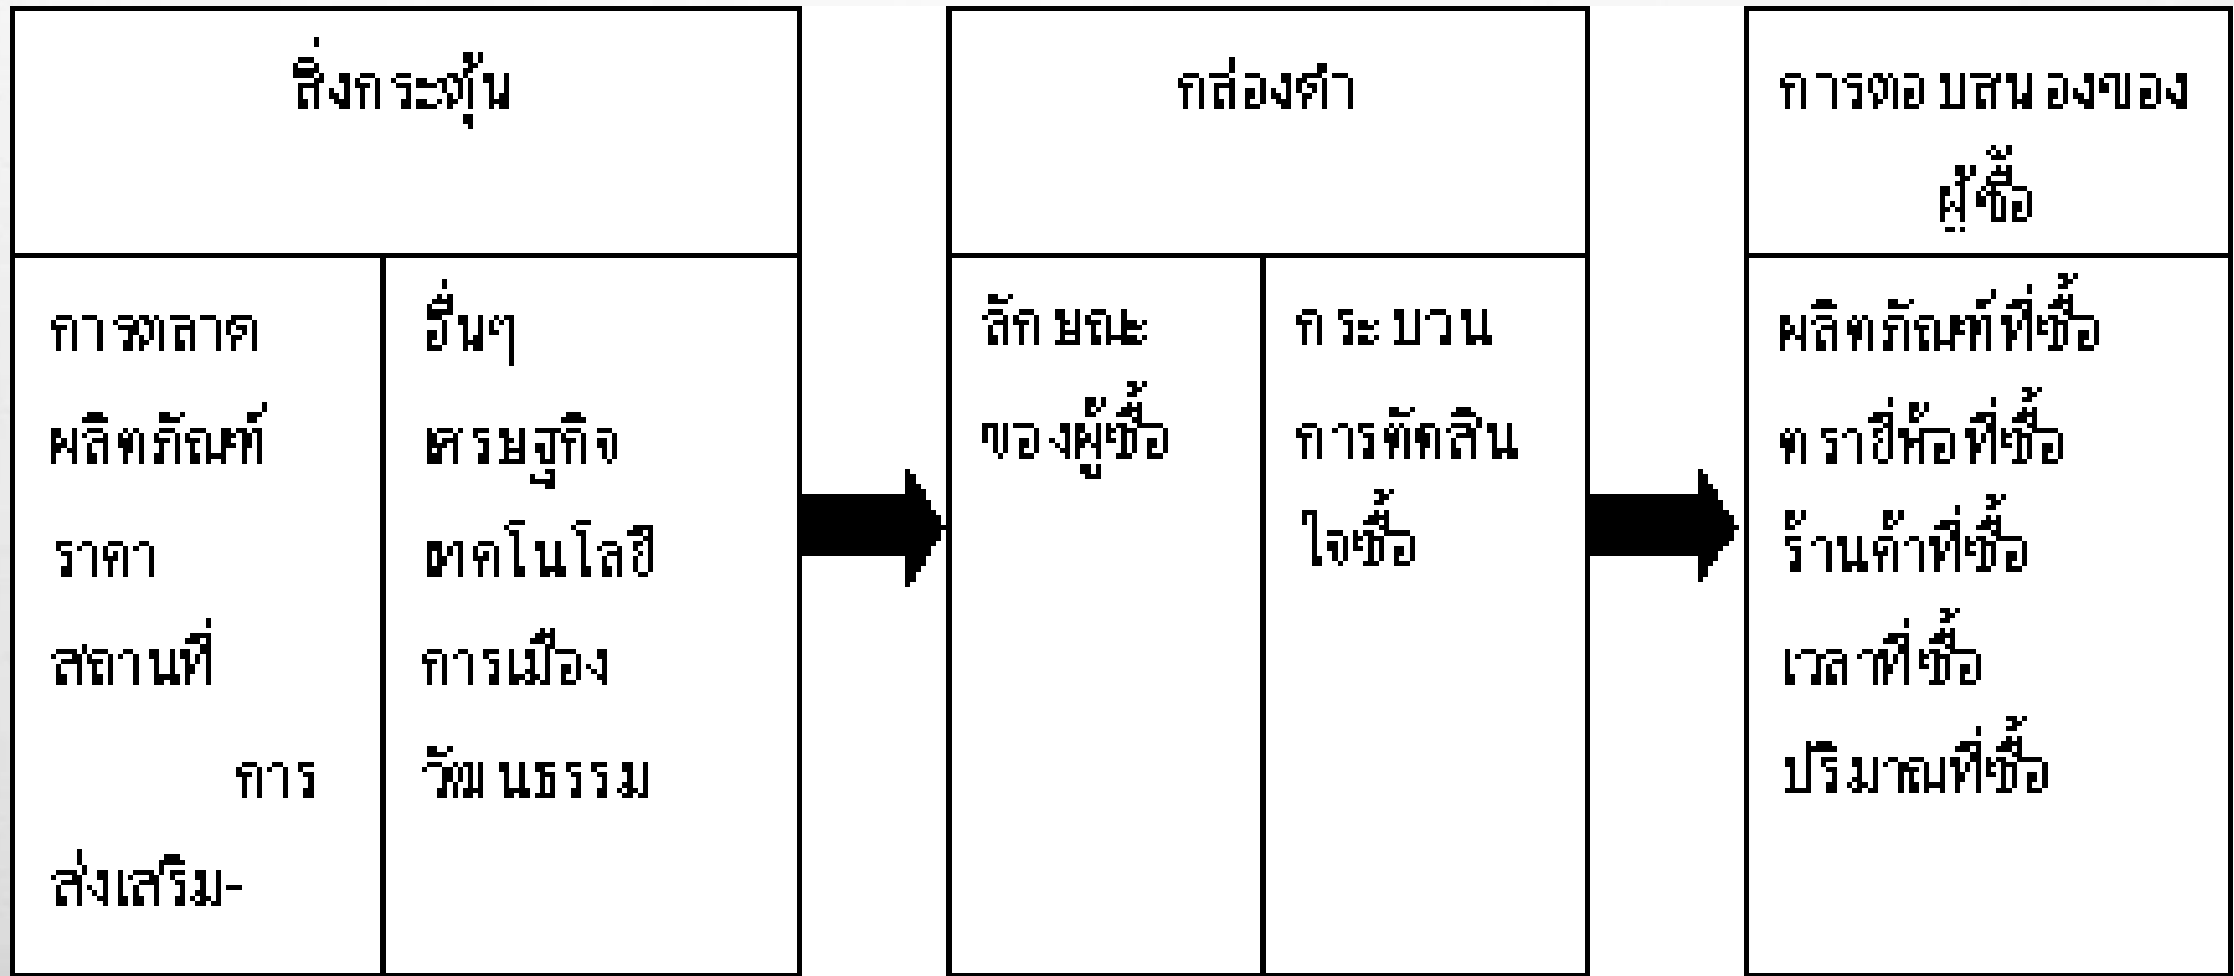 สิ่งกระตุ้น
การตลาด
ผลิตภัณฑ์
ราคา
สถานที่
การ
ส่งเสริม-
อื่นๆ
เศรษฐกิจ
เทคโนโลยี
การเมือง
วัฒนธรรม
กล่องดำ
ลักษณะ
ของผู้ซื้อ
กระบวน
การตัดสิน
ใจซื้อ
การตอบสนองของ
ผู้ซื้อ
ผลิตภัณฑ์ที่ซื้อ
ตรายี่ห้อที่ซื้อ
ร้านค้าที่ซื้อ
เวลาที่ซื้อ
ปริมาณที่ซื้อ